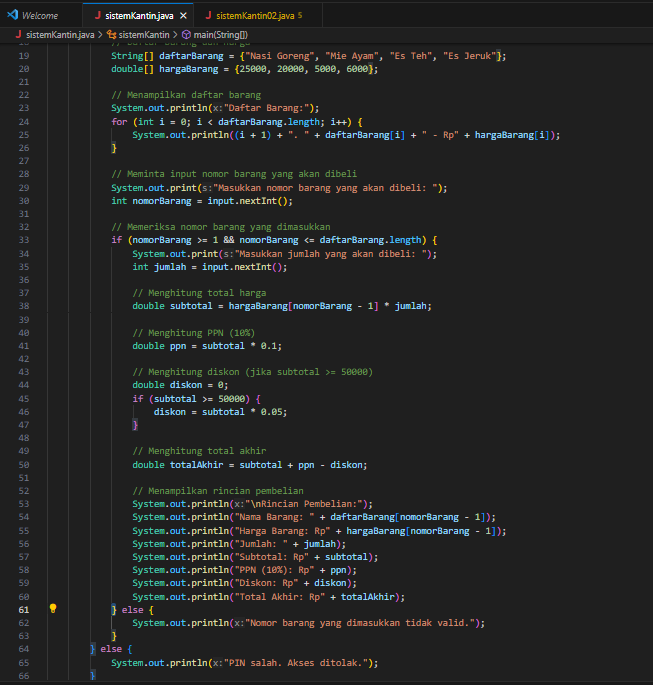 Welcome
J sistemKantin.java ×
J sistemKantin02.java 5
J sistemKantin.java > sistemKantin > main(String[])
18 // Daftar barang dan harga
19 String[] daftarBarang = {"Nasi Goreng", "Mie Ayam", "Es Teh", "Es Jeruk"};
20 double[] hargaBarang = {25000, 20000, 5000, 6000};
21
22 // Menampilkan daftar barang
23 System.out.println(x:"Daftar Barang:");
24 for (int i = 0; i < daftarBarang.length; i++) {
25 System.out.println((i + 1) + ". " + daftarBarang[i] + " - Rp" + hargaBarang[i]);
26 }
27
28 // Meminta input nomor barang yang akan dibeli
29 System.out.print(s:"Masukkan nomor barang yang akan dibeli: ");
30 int nomorBarang = input.nextInt();
31
32 // Memeriksa nomor barang yang dimasukkan
33 if (nomorBarang >= 1 && nomorBarang <= daftarBarang.length) {
34 System.out.print(s:"Masukkan jumlah yang akan dibeli: ");
35 int jumlah = input.nextInt();
36
37 // Menghitung total harga
38 double subtotal = hargaBarang[nomorBarang - 1] * jumlah;
39
40 // Menghitung PPN (10%)
41 double ppn = subtotal * 0.1;
42
43 // Menghitung diskon (jika subtotal >= 50000)
44 double diskon = 0;
45 if (subtotal >= 50000) {
46 diskon = subtotal * 0.05;
47 }
48
49 // Menghitung total akhir
50 double totalAkhir = subtotal + ppn - diskon;
51
52 // Menampilkan rincian pembelian
53 System.out.println(x:"\nRincian Pembelian:");
54 System.out.println("Nama Barang: " + daftarBarang[nomorBarang - 1]);
55 System.out.println("Harga Barang: Rp" + hargaBarang[nomorBarang - 1]);
56 System.out.println("Jumlah: " + jumlah);
57 System.out.println("Subtotal: Rp" + subtotal);
58 System.out.println("PPN (10%): Rp" + ppn);
59 System.out.println("Diskon: Rp" + diskon);
60 System.out.println("Total Akhir: Rp" + totalAkhir);
61 } else {
62 System.out.println(x:"Nomor barang yang dimasukkan tidak valid.");
63 }
64 } else {
65 System.out.println(x:"PIN salah. Akses ditolak.");
66 }